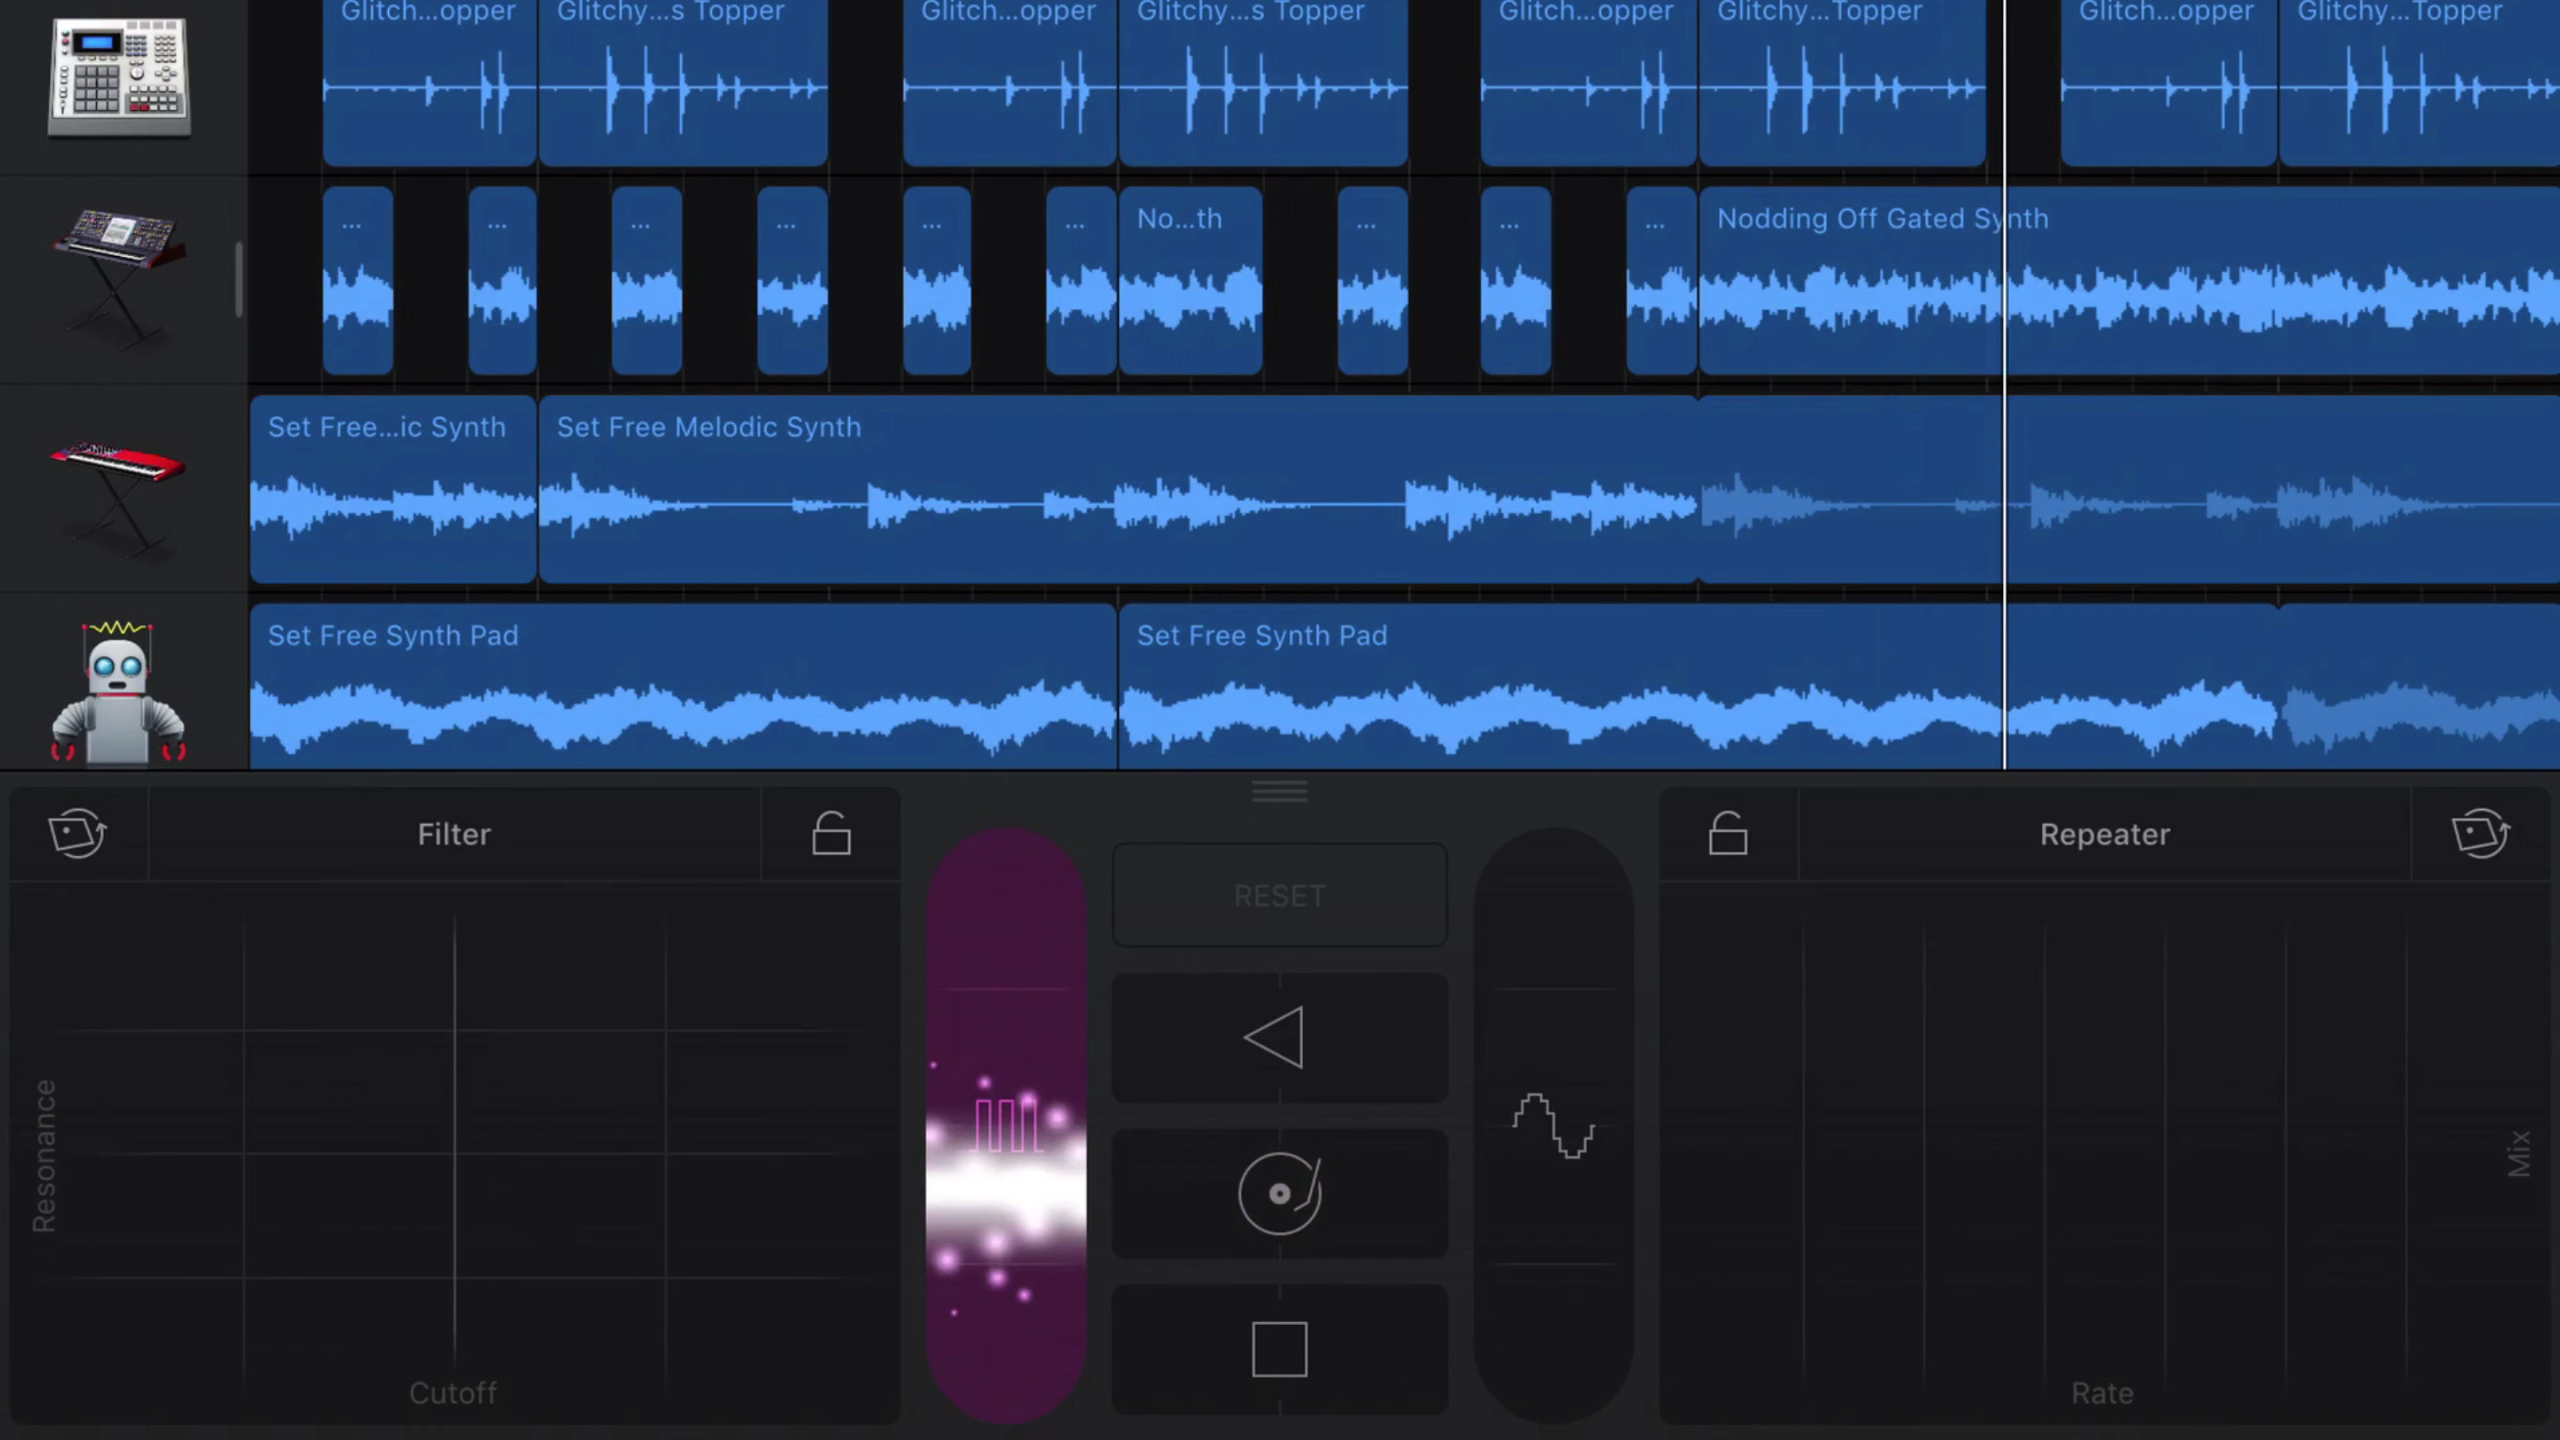 Glitch...opper
Glitchy...s Topper
Glitch...opper
Glitchy...s Topper
Glitch...opper
Glitchy...Topper
Glitch...opper
Glitchy...Topper
...
...
...
...
...
...
No...th
...
...
...
Nodding Off Gated Synth
Set Free...ic Synth
Set Free Melodic Synth
Set Free Synth Pad
Set Free Synth Pad
Filter
Resonance
Cutoff
RESET
Repeater
Mix
Rate